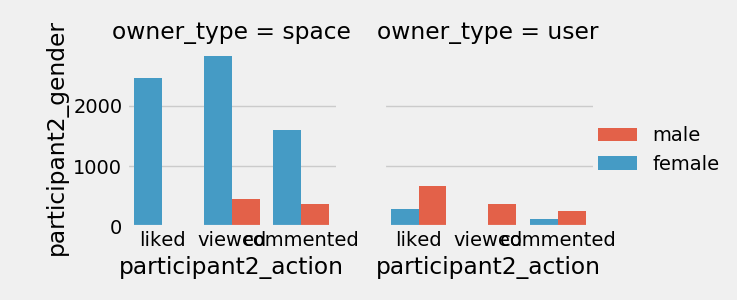 owner_type = space
owner_type = user
participant2_gender
2000
1000
0
liked viewed commented
liked viewed commented
participant2_action
participant2_action
male
female